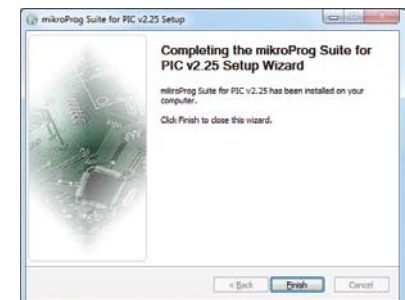 mikroProg Suite for PIC v2.25 Setup
Completing the mikroProg Suite for
PIC v2.25 Setup Wizard
mikroProg Suite for PIC v2.25 has been installed on your
computer.
Click Finish to close this wizard.
< Back Finish Cancel